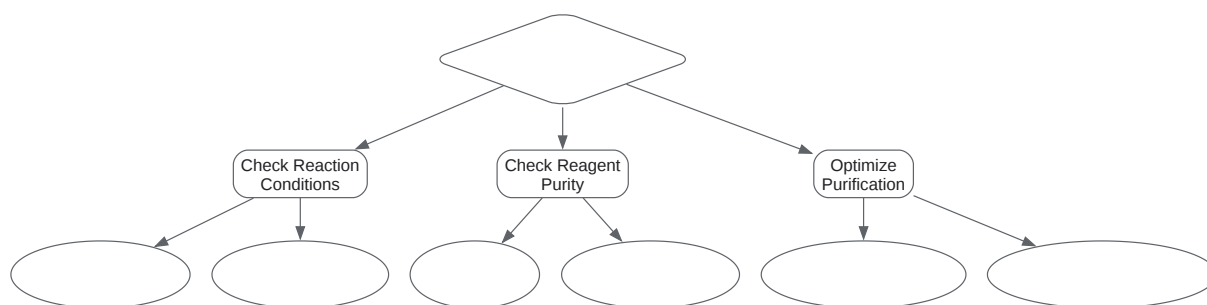 Check Reaction
Conditions
Check Reagent
Purity
Optimize
Purification